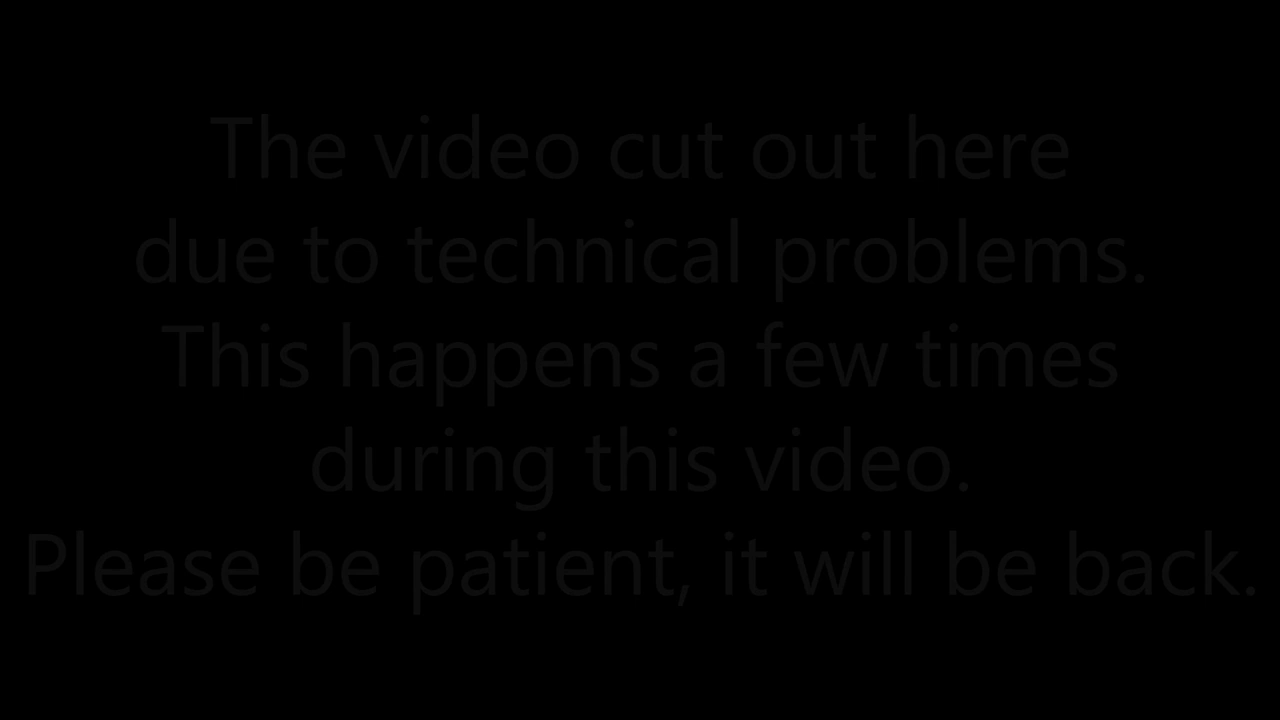 The video cut out here
due to technical problems.
This happens a few times
during this video.
Please be patient, it will be back.